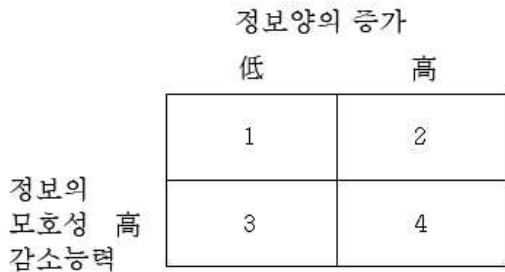 정보양의 증가
低 高
1 2
정보의
모호성 高 3 4
감소능력